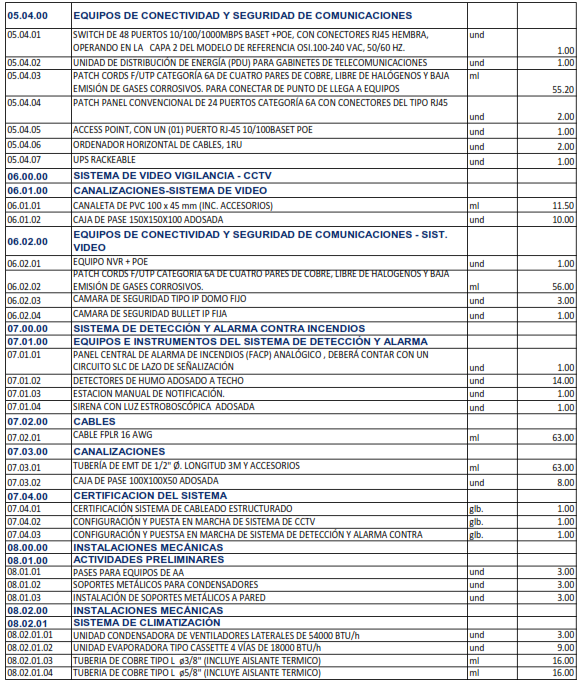 05.04.00 EQUIPOS DE CONECTIVIDAD Y SEGURIDAD DE COMUNICACIONES
05.04.01 SWITCH DE 48 PUERTOS 10/100/1000MBPS BASET +POE, CON CONECTORES RJ45 HEMBRA, und
OPERANDO EN LA CAPA 2 DEL MODELO DE REFERENCIA OSI.100-240 VAC, 50/60 HZ. 1.00
05.04.02 UNIDAD DE DISTRIBUCIÓN DE ENERGÍA (PDU) PARA GABINETES DE TELECOMUNICACIONES und 1.00
05.04.03 PATCH CORDS F/UTP CATEGORÍA 6A DE CUATRO PARES DE COBRE, LIBRE DE HALÓGENOS Y BAJA ml
EMISIÓN DE GASES CORROSIVOS. PARA CONECTAR DE PUNTO DE LLEGA A EQUIPOS 55.20
05.04.04 PATCH PANEL CONVENCIONAL DE 24 PUERTOS CATEGORÍA 6A CON CONECTORES DEL TIPO RJ45
und 2.00
05.04.05 ACCESS POINT, CON UN (01) PUERTO RJ-45 10/100BASET POE und 1.00
05.04.06 ORDENADOR HORIZONTAL DE CABLES, 1RU und 2.00
05.04.07 UPS RACKEABLE und 1.00
06.00.00 SISTEMA DE VIDEO VIGILANCIA - CCTV
06.01.00 CANALIZACIONES-SISTEMA DE VIDEO
06.01.01 CANALETA DE PVC 100 x 45 mm (INC. ACCESORIOS) ml 11.50
06.01.02 CAJA DE PASE 150X150X100 ADOSADA und 10.00
06.02.00 EQUIPOS DE CONECTIVIDAD Y SEGURIDAD DE COMUNICACIONES - SIST.
VIDEO
06.02.01 EQUIPO NVR + POE und 1.00
PATCH CORDS F/UTP CATEGORÍA 6A DE CUATRO PARES DE COBRE, LIBRE DE HALÓGENOS Y BAJA
06.02.02 EMISIÓN DE GASES CORROSIVOS. ml 56.00
06.02.03 CAMARA DE SEGURIDAD TIPO IP DOMO FIJO und 3.00
06.02.04 CAMARA DE SEGURIDAD BULLET IP FIJA und 1.00
07.00.00 SISTEMA DE DETECCIÓN Y ALARMA CONTRA INCENDIOS
07.01.00 EQUIPOS E INSTRUMENTOS DEL SISTEMA DE DETECCIÓN Y ALARMA
07.01.01 PANEL CENTRAL DE ALARMA DE INCENDIOS (FACP) ANALÓGICO , DEBERÁ CONTAR CON UN
CIRCUITO SLC DE LAZO DE SEÑALIZACIÓN und 1.00
07.01.02 DETECTORES DE HUMO ADOSADO A TECHO und 14.00
07.01.03 ESTACION MANUAL DE NOTIFICACIÓN. und 1.00
07.01.04 SIRENA CON LUZ ESTROBOSCÓPICA ADOSADA und 1.00
07.02.00 CABLES
07.02.01 CABLE FPLR 16 AWG ml 63.00
07.03.00 CANALIZACIONES
07.03.01 TUBERÍA DE EMT DE 1/2" Ø. LONGITUD 3M Y ACCESORIOS ml 63.00
07.03.02 CAJA DE PASE 100X100X50 ADOSADA und 8.00
07.04.00 CERTIFICACION DEL SISTEMA
07.04.01 CERTIFICACIÓN SISTEMA DE CABLEADO ESTRUCTURADO glb. 1.00
07.04.02 CONFIGURACIÓN Y PUESTA EN MARCHA DE SISTEMA DE CCTV glb. 1.00
07.04.03 CONFIGURACIÓN Y PUESTSA EN MARCHA DE SISTEMA DE DETECCIÓN Y ALARMA CONTRA glb. 1.00
08.00.00 INSTALACIONES MECÁNICAS
08.01.00 ACTIVIDADES PRELIMINARES
08.01.01 PASES PARA EQUIPOS DE AA und 3.00
08.01.02 SOPORTES METÁLICOS PARA CONDENSADORES und 3.00
08.01.03 INSTALACIÓN DE SOPORTES METÁLICOS A PARED und 3.00
08.02.00 INSTALACIONES MECÁNICAS
08.02.01 SISTEMA DE CLIMATIZACIÓN
08.02.01.01 UNIDAD CONDENSADORA DE VENTILADORES LATERALES DE 54000 BTU/h und 3.00
08.02.01.02 UNIDAD EVAPORADORA TIPO CASSETTE 4 VÍAS DE 18000 BTU/h und 9.00
08.02.01.03 TUBERIA DE COBRE TIPO L ø3/8" (INCLUYE AISLANTE TERMICO) ml 16.00
08.02.01.04 TUBERIA DE COBRE TIPO L ø5/8" (INCLUYE AISLANTE TERMICO) ml 16.00